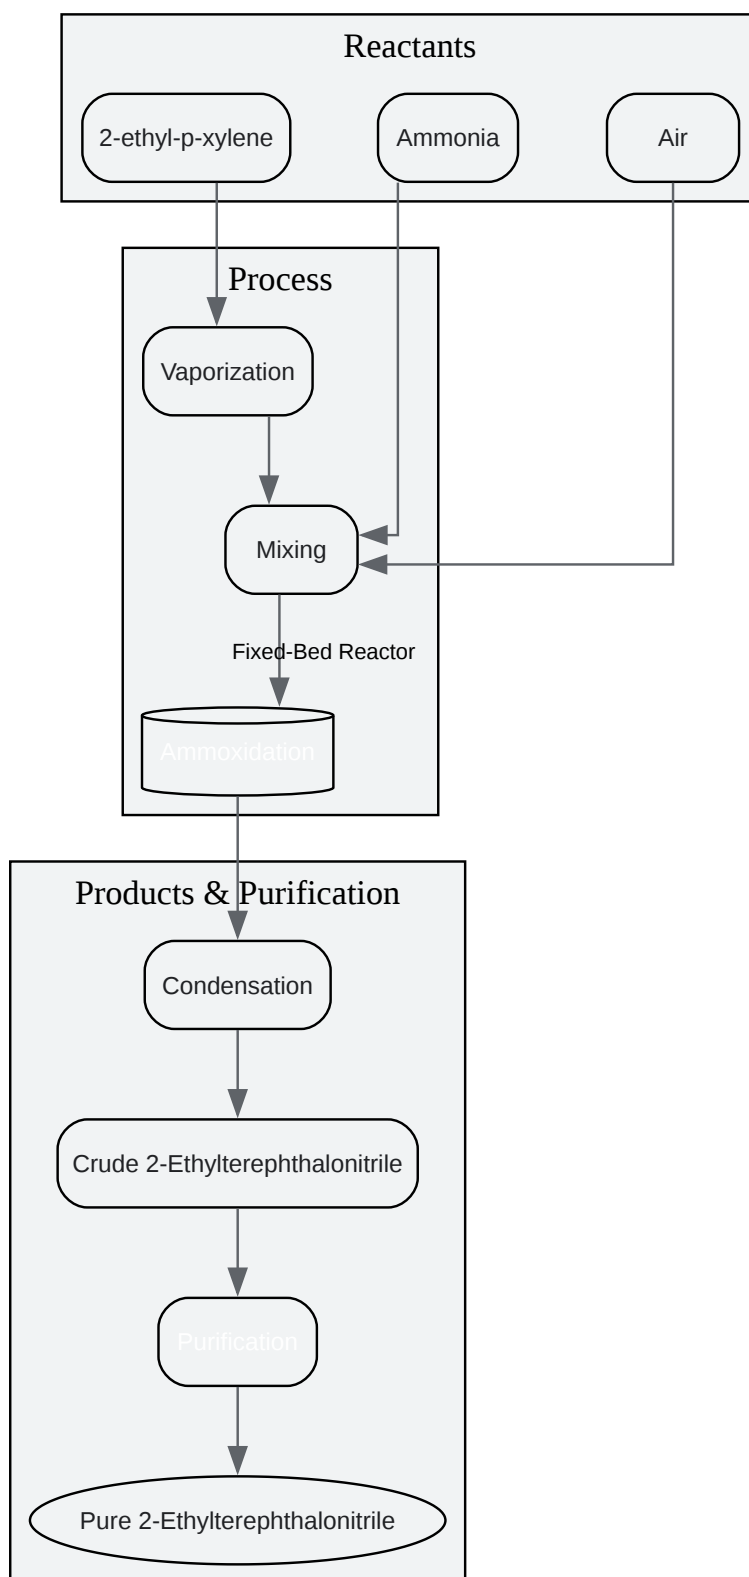 Reactants
2-ethyl-p-xylene
Ammonia
Air
Process
Vaporization
Mixing
Fixed-Bed Reactor
Ammoxidation
Products & Purification
Condensation
Crude 2-Ethylterephthalonitrile
Purification
Pure 2-Ethylterephthalonitrile